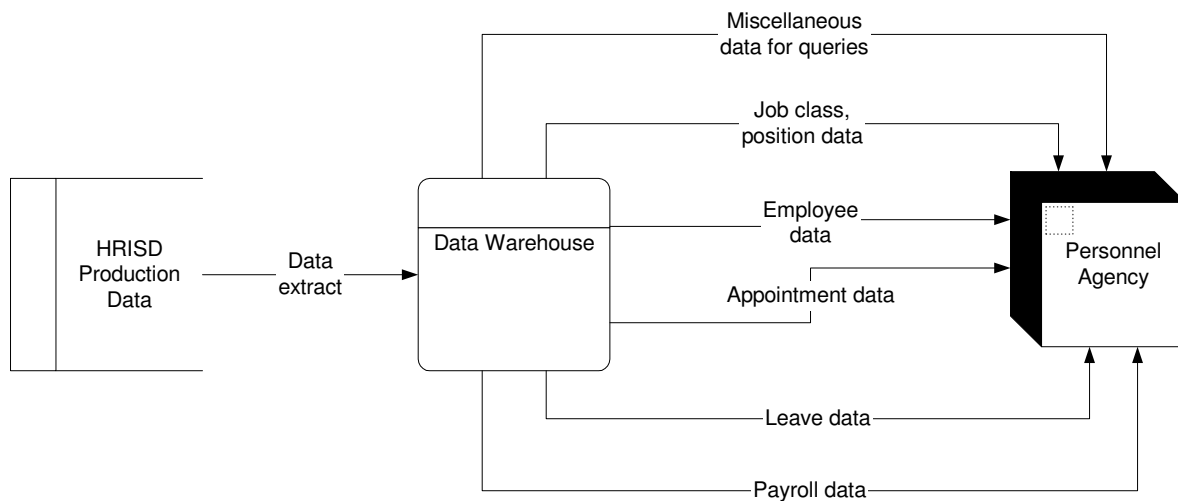 Miscellaneous
data for queries
Job class,
position data
HRISD
Production
Data
Data
extract
Data Warehouse
Employee
data
Appointment data
Personnel
Agency
Leave data
Payroll data